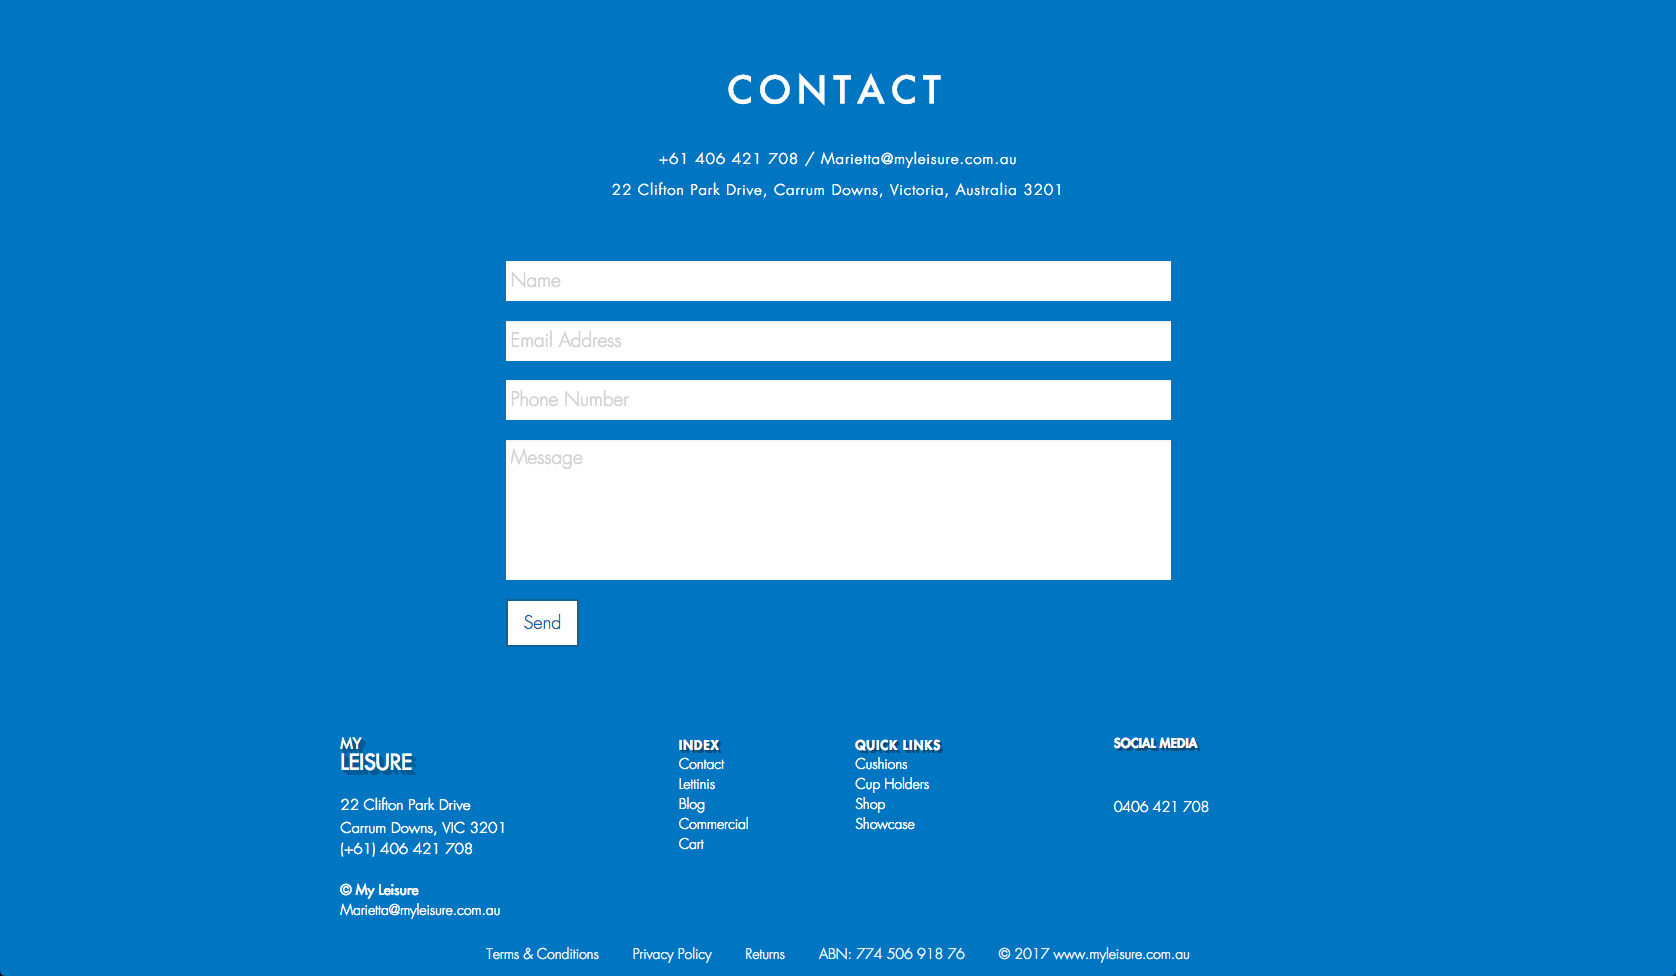 CONTACT
+61 406 421 708 / Marietta@myleisure.com.au
22 Clifton Park Drive, Carrum Downs, Victoria, Australia 3201
Name
Email Address
Phone Number
Message
Send
MY
LEISURE
22 Clifton Park Drive
Carrum Downs, VIC 3201
(+61) 406 421 708
© My Leisure
Marietta@myleisure.com.au
INDEX
Contact
Lettinis
Blog
Commercial
Cart
QUICK LINKS
Cushions
Cup Holders
Shop
Showcase
SOCIAL MEDIA
0406 421 708
Terms & Conditions Privacy Policy Returns ABN: 774 506 918 76 © 2017 www.myleisure.com.au